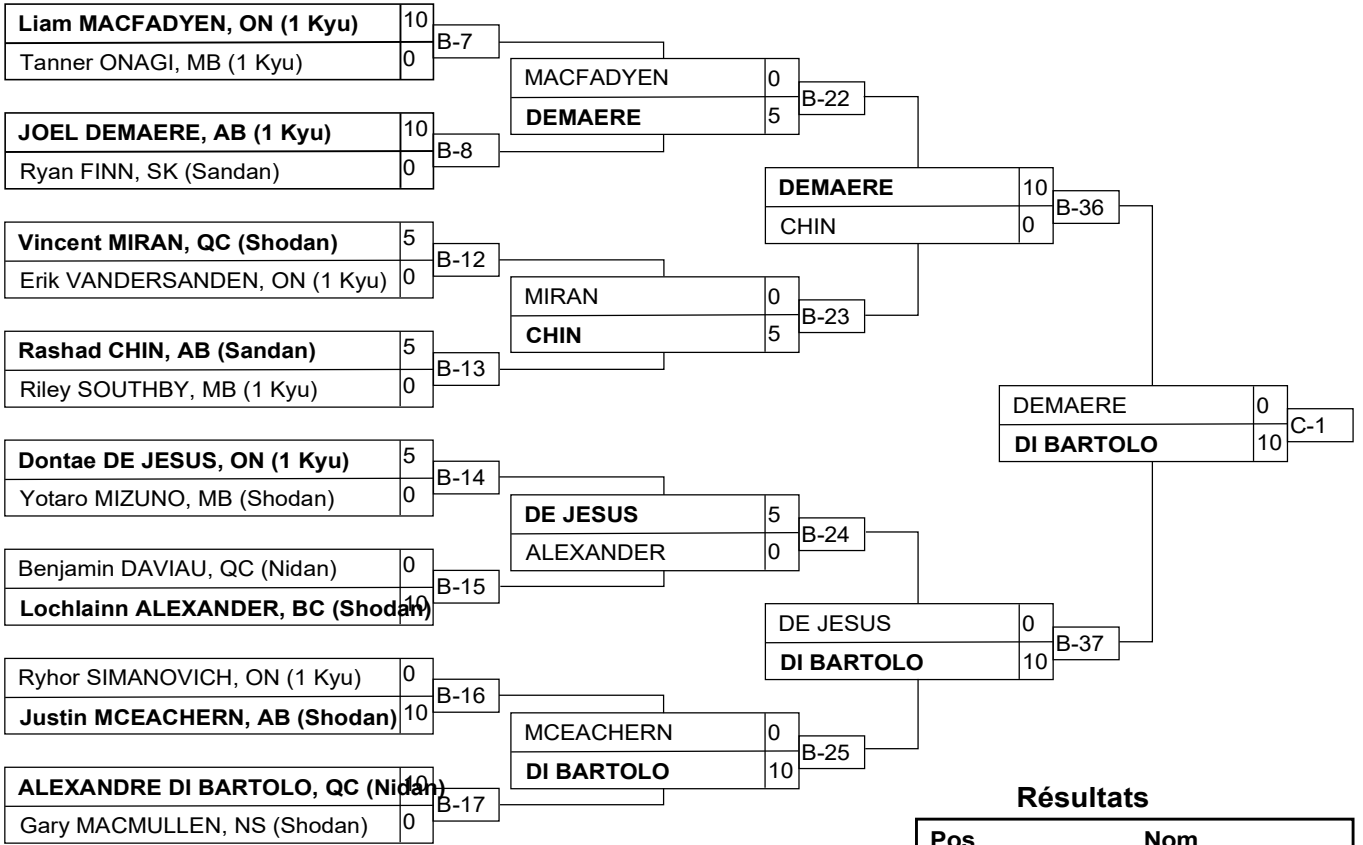 Liam MACFADYEN, ON (1 Kyu) 10
Tanner ONAGI, MB (1 Kyu) 0
B-7
JOEL DEMAERE, AB (1 Kyu) 10
Ryan FINN, SK (Sandan) 0
B-8
Vincent MIRAN, QC (Shodan) 5
Erik VANDERSANDEN, ON (1 Kyu) 0
B-12
Rashad CHIN, AB (Sandan) 5
Riley SOUTHBY, MB (1 Kyu) 0
B-13
Dontae DE JESUS, ON (1 Kyu) 5
Yotaro MIZUNO, MB (Shodan) 0
B-14
Benjamin DAVIAU, QC (Nidan) 0
Lochlainn ALEXANDER, BC (Shodan) 10
B-15
Ryhor SIMANOVICH, ON (1 Kyu) 0
Justin MCEACHERN, AB (Shodan) 10
B-16
ALEXANDRE DI BARTOLO, QC (Nidan) 10
Gary MACMULLEN, NS (Shodan) 0
B-17
MACFADYEN 0
DEMAERE 5
B-22
MIRAN 0
CHIN 5
B-23
DE JESUS 5
ALEXANDER 0
B-24
MCEACHERN 0
DI BARTOLO 10
B-25
DEMAERE 10
CHIN 0
B-36
DE JESUS 0
DI BARTOLO 10
B-37
DEMAERE 0
DI BARTOLO 10
C-1
Résultats
Pos Nom